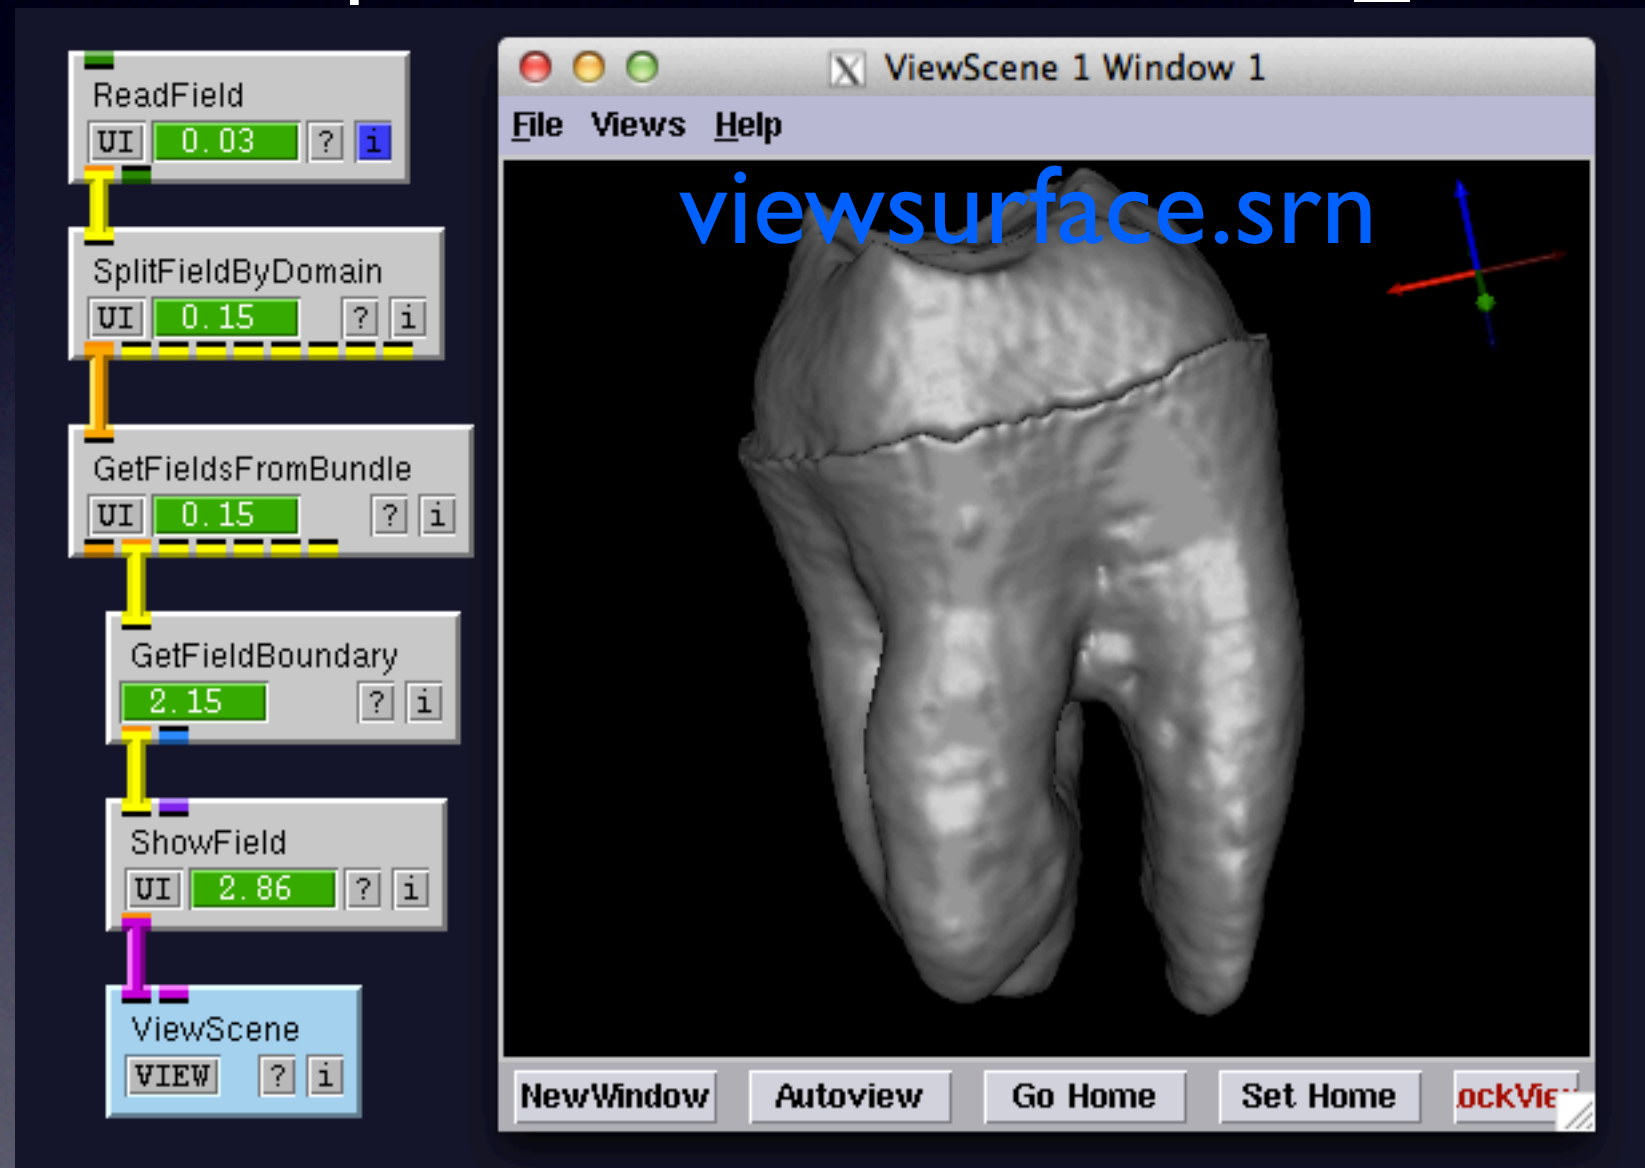 ReadField
UI 0.03 ? i
SplitFieldByDomain
UI 0.15 ? i
GetFieldsFromBundle
UI 0.15 ? i
GetFieldBoundary
2.15 ? i
ShowField
UI 2.86 ? i
ViewScene
VIEW ? i
X ViewScene 1 Window 1
File Views Help
viewsurface.srn
NewWindow Autoview Go Home Set Home